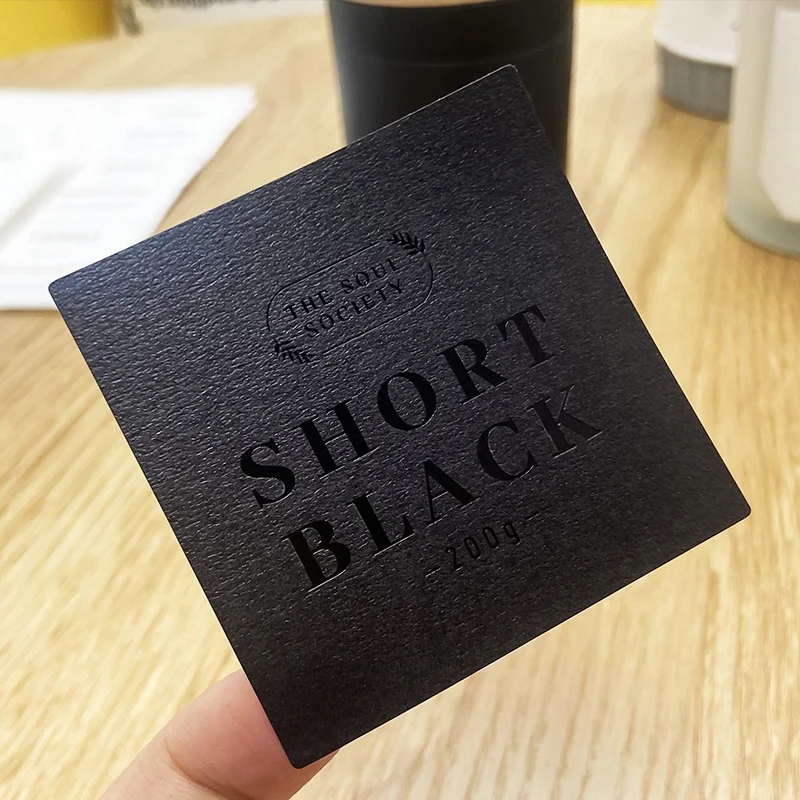 THE SOUL
SOCIETY
SHORT
BLACK
-200g-